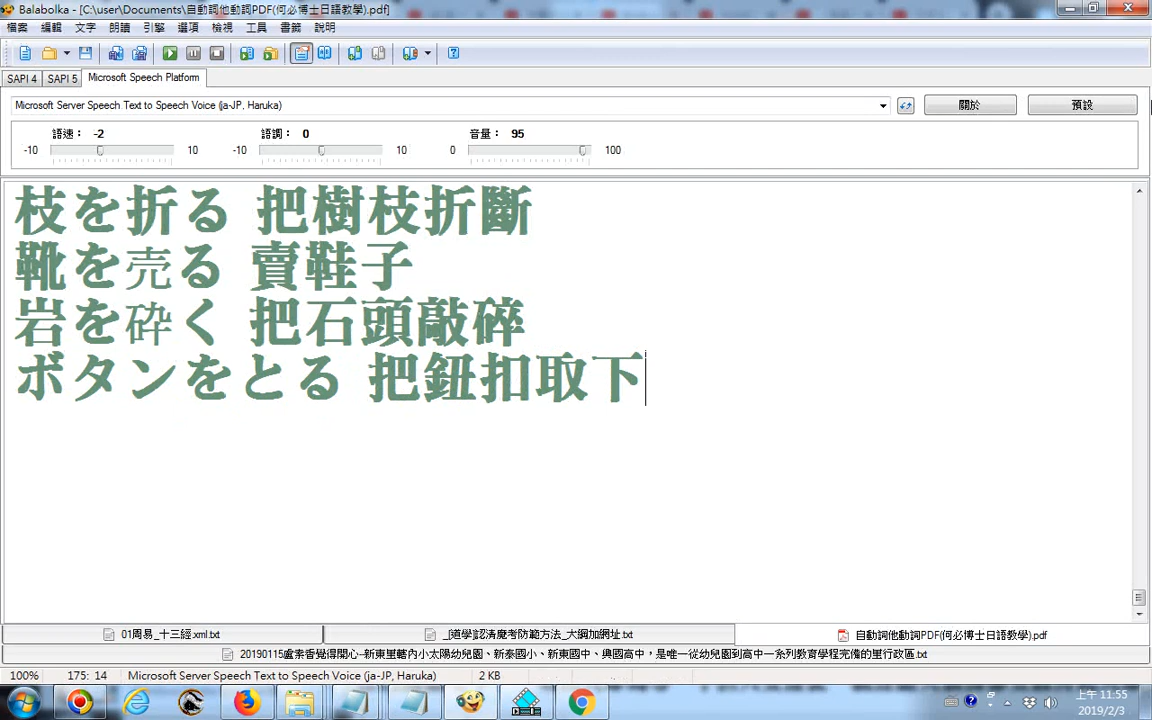 Balabolka - [C:\user\Documents\自動詞他動詞PDF(何必博士日語教學).pdf]
檔案 編輯 文字 朗讀 引擎 選項 檢視 工具 書籤 說明
SAPI 4 SAPI 5 Microsoft Speech Platform
Microsoft Server Speech Text to Speech Voice (ja-JP, Haruka) 關於 預設
語速： -2 語調： 0 音量： 95
-10 10 -10 10 0 100
枝を折る 把樹枝折斷
靴を売る 賣鞋子
岩を砕く 把石頭敲碎
ボタンをとる 把鈕扣取下
01周易_十三經.xml.txt _[道學認清魔考防範方法_大綱加網址.txt 自動詞他動詞PDF(何必博士日語教學).pdf
20190115盧素香覺得開心--新東里轄內小太陽幼兒園、新泰國小、新東國中、興國高中，是唯一從幼兒園到高中一系列教育學程完備的里行政區.txt
100% 175: 14 Microsoft Server Speech Text to Speech Voice (ja-JP, Haruka) 2 KB
上午 11:55
2019/2/3